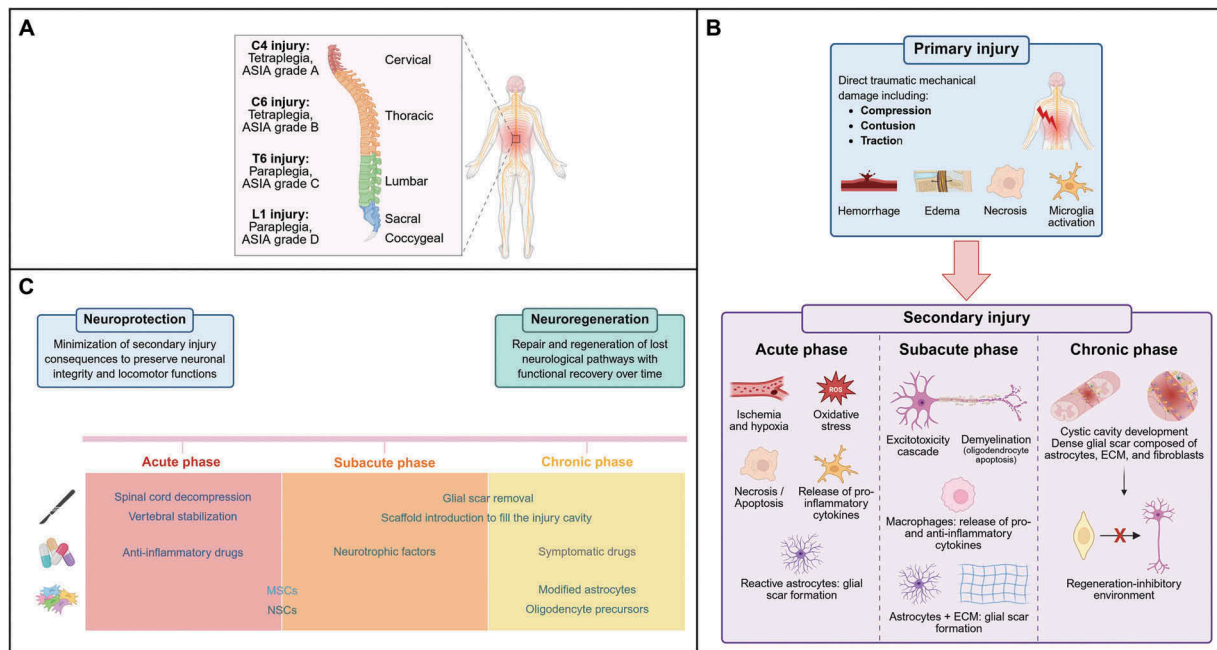 A
C4 injury:
Tetraplegia,
ASIA grade A
C6 injury:
Tetraplegia,
ASIA grade B
T6 injury:
Paraplegia,
ASIA grade C
L1 injury:
Paraplegia,
ASIA grade D
Cervical
Thoracic
Lumbar
Sacral
Coccygeal
B
Primary injury
Direct traumatic mechanical
damage including:
• Compression
• Contusion
• Traction
Hemorrhage
Edema
Necrosis
Microglia
activation
Secondary injury
Acute phase
Ischemia
and hypoxia
ROS
Oxidative
stress
Necrosis /
Apoptosis
Release of pro-
inflammatory
cytokines
Reactive astrocytes: glial
scar formation
Subacute phase
Excitotoxicity
cascade
Demyelination
(oligodendrocyte
apoptosis)
Macrophages: release of pro-
and anti-inflammatory
cytokines
Astrocytes + ECM: glial scar
formation
Chronic phase
Cystic cavity development
Dense glial scar composed of
astrocytes, ECM, and fibroblasts
X
Regeneration-inhibitory
environment
C
Neuroprotection
Minimization of secondary injury
consequences to preserve neuronal
integrity and locomotor functions
Neuroregeneration
Repair and regeneration of lost
neurological pathways with
functional recovery over time
Acute phase
Subacute phase
Chronic phase
Spinal cord decompression
Vertebral stabilization
Glial scar removal
Scaffold introduction to fill the injury cavity
Anti-inflammatory drugs
Neurotrophic factors
Symptomatic drugs
MSCs
NSCs
Modified astrocytes
Oligodencyte precursors